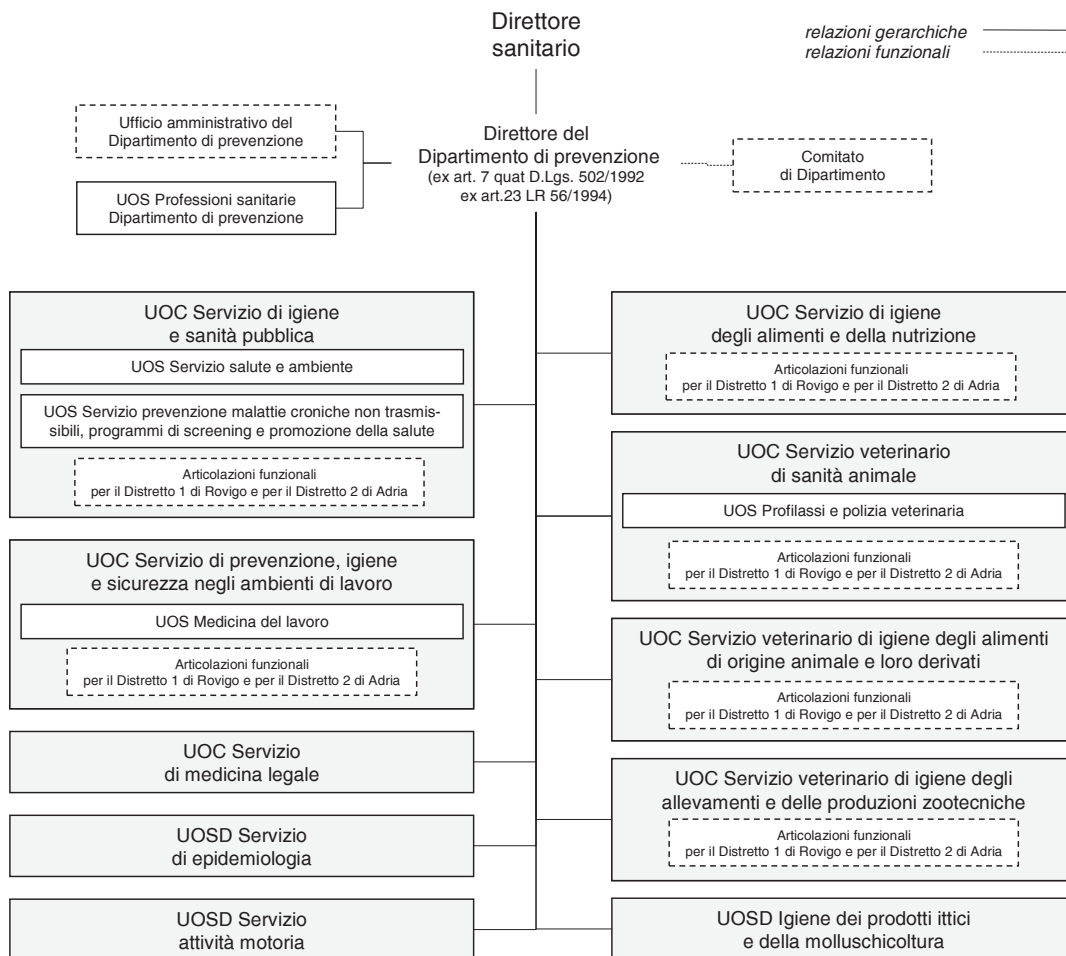 Direttore
sanitario
relazioni gerarchiche
relazioni funzionali
Ufficio amministrativo del
Dipartimento di prevenzione
UOS Professioni sanitarie
Dipartimento di prevenzione
Direttore del
Dipartimento di prevenzione
(ex art. 7 quat D.Lgs. 502/1992
ex art.23 LR 56/1994)
Comitato
di Dipartimento
UOC Servizio di igiene
e sanità pubblica
UOS Servizio salute e ambiente
UOS Servizio prevenzione malattie croniche non trasmis-
sibili, programmi di screening e promozione della salute
Articolazioni funzionali
per il Distretto 1 di Rovigo e per il Distretto 2 di Adria
UOC Servizio di prevenzione, igiene
e sicurezza negli ambienti di lavoro
UOS Medicina del lavoro
Articolazioni funzionali
per il Distretto 1 di Rovigo e per il Distretto 2 di Adria
UOC Servizio
di medicina legale
UOSD Servizio
di epidemiologia
UOSD Servizio
attività motoria
UOC Servizio di igiene
degli alimenti e della nutrizione
Articolazioni funzionali
per il Distretto 1 di Rovigo e per il Distretto 2 di Adria
UOC Servizio veterinario
di sanità animale
UOS Profilassi e polizia veterinaria
Articolazioni funzionali
per il Distretto 1 di Rovigo e per il Distretto 2 di Adria
UOC Servizio veterinario di igiene degli alimenti
di origine animale e loro derivati
Articolazioni funzionali
per il Distretto 1 di Rovigo e per il Distretto 2 di Adria
UOC Servizio veterinario di igiene degli
allevamenti e delle produzioni zootecniche
Articolazioni funzionali
per il Distretto 1 di Rovigo e per il Distretto 2 di Adria
UOSD Igiene dei prodotti ittici
e della molluschicoltura